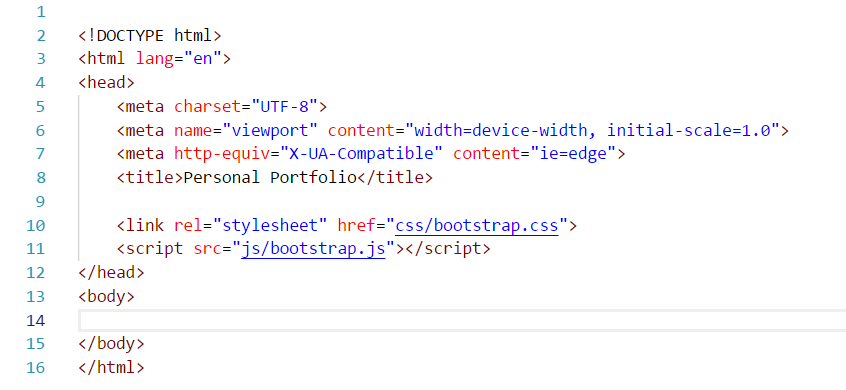 1
2 <!DOCTYPE html>
3 <html lang="en">
4 <head>
5 <meta charset="UTF-8">
6 <meta name="viewport" content="width=device-width, initial-scale=1.0">
7 <meta http-equiv="X-UA-Compatible" content="ie=edge">
8 <title>Personal Portfolio</title>
9
10 <link rel="stylesheet" href="css/bootstrap.css">
11 <script src="js/bootstrap.js"></script>
12 </head>
13 <body>
14
15 </body>
16 </html>